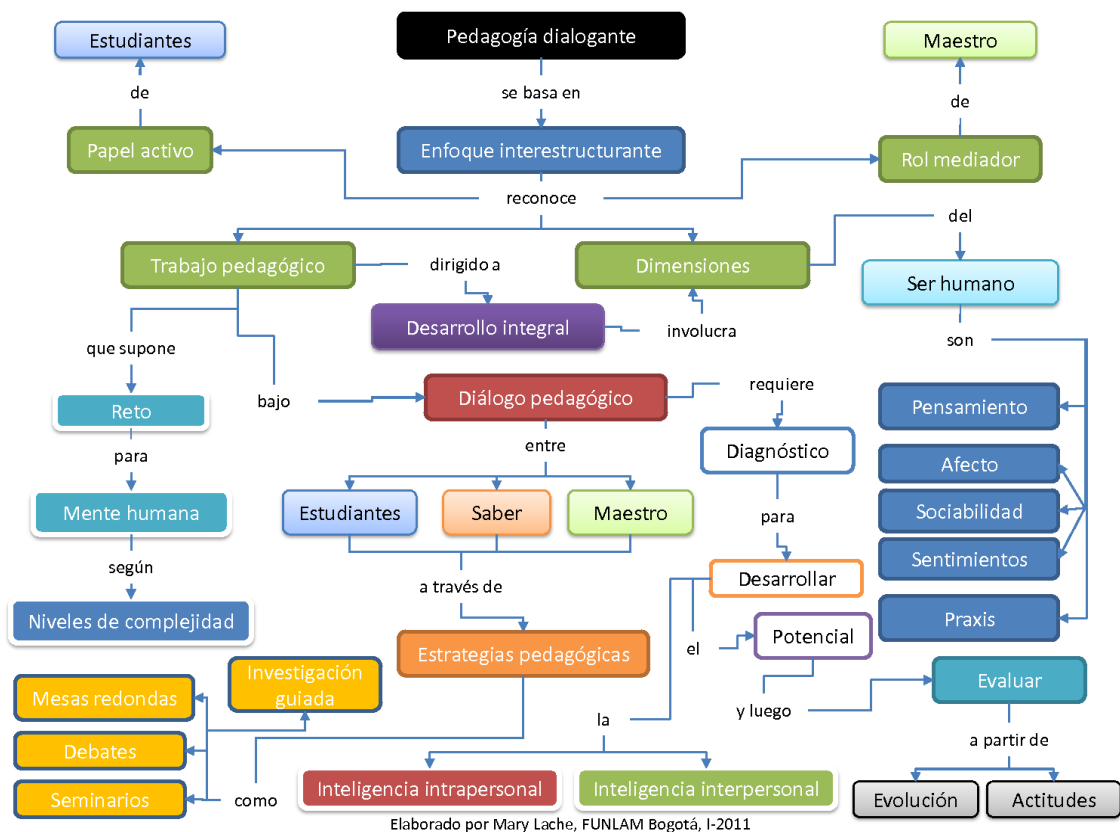 Estudiantes
Pedagogía dialogante
Maestro
de
se basa en
de
Papel activo
Enfoque interestructurante
Rol mediador
reconoce
del
Trabajo pedagógico
dirigido a
Dimensiones
Ser humano
Desarrollo integral
involucra
que supone
son
bajo
Diálogo pedagógico
requiere
Reto
Pensamiento
para
entre
Diagnóstico
Afecto
Mente humana
Estudiantes
Saber
Maestro
para
Sociabilidad
según
a través de
Desarrollar
Sentimientos
Niveles de complejidad
Estrategias pedagógicas
el
Potencial
Praxis
Mesas redondas
Investigación
guiada
Evaluar
Debates
la
y luego
a partir de
Seminarios
como
Inteligencia intrapersonal
Inteligencia interpersonal
Evolución
Actitudes
Elaborado por Mary Lache, FUNLAM Bogotá, I-2011